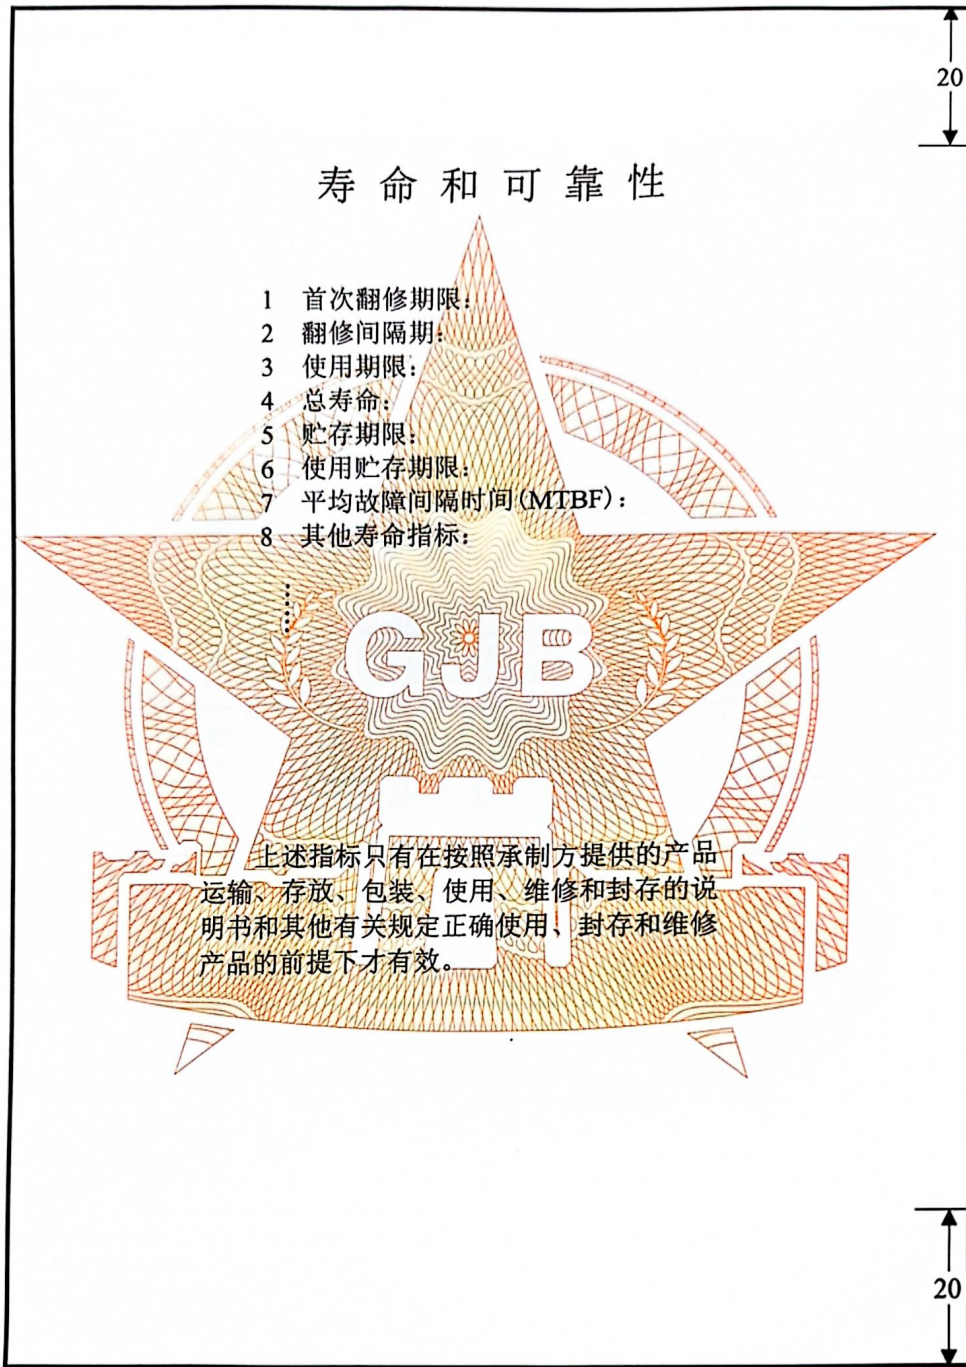 20
寿命和可靠性
1 首次翻修期限：
2 翻修间隔期：
3 使用期限：
4 总寿命：
5 贮存期限：
6 使用贮存期限：
7 平均故障间隔时间(MTBF)：
8 其他寿命指标：
……
GJB
上述指标只有在按照承制方提供的产品
运输、存放、包装、使用、维修和封存的说
明书和其他有关规定正确使用、封存和维修
产品的前提下才有效。
20